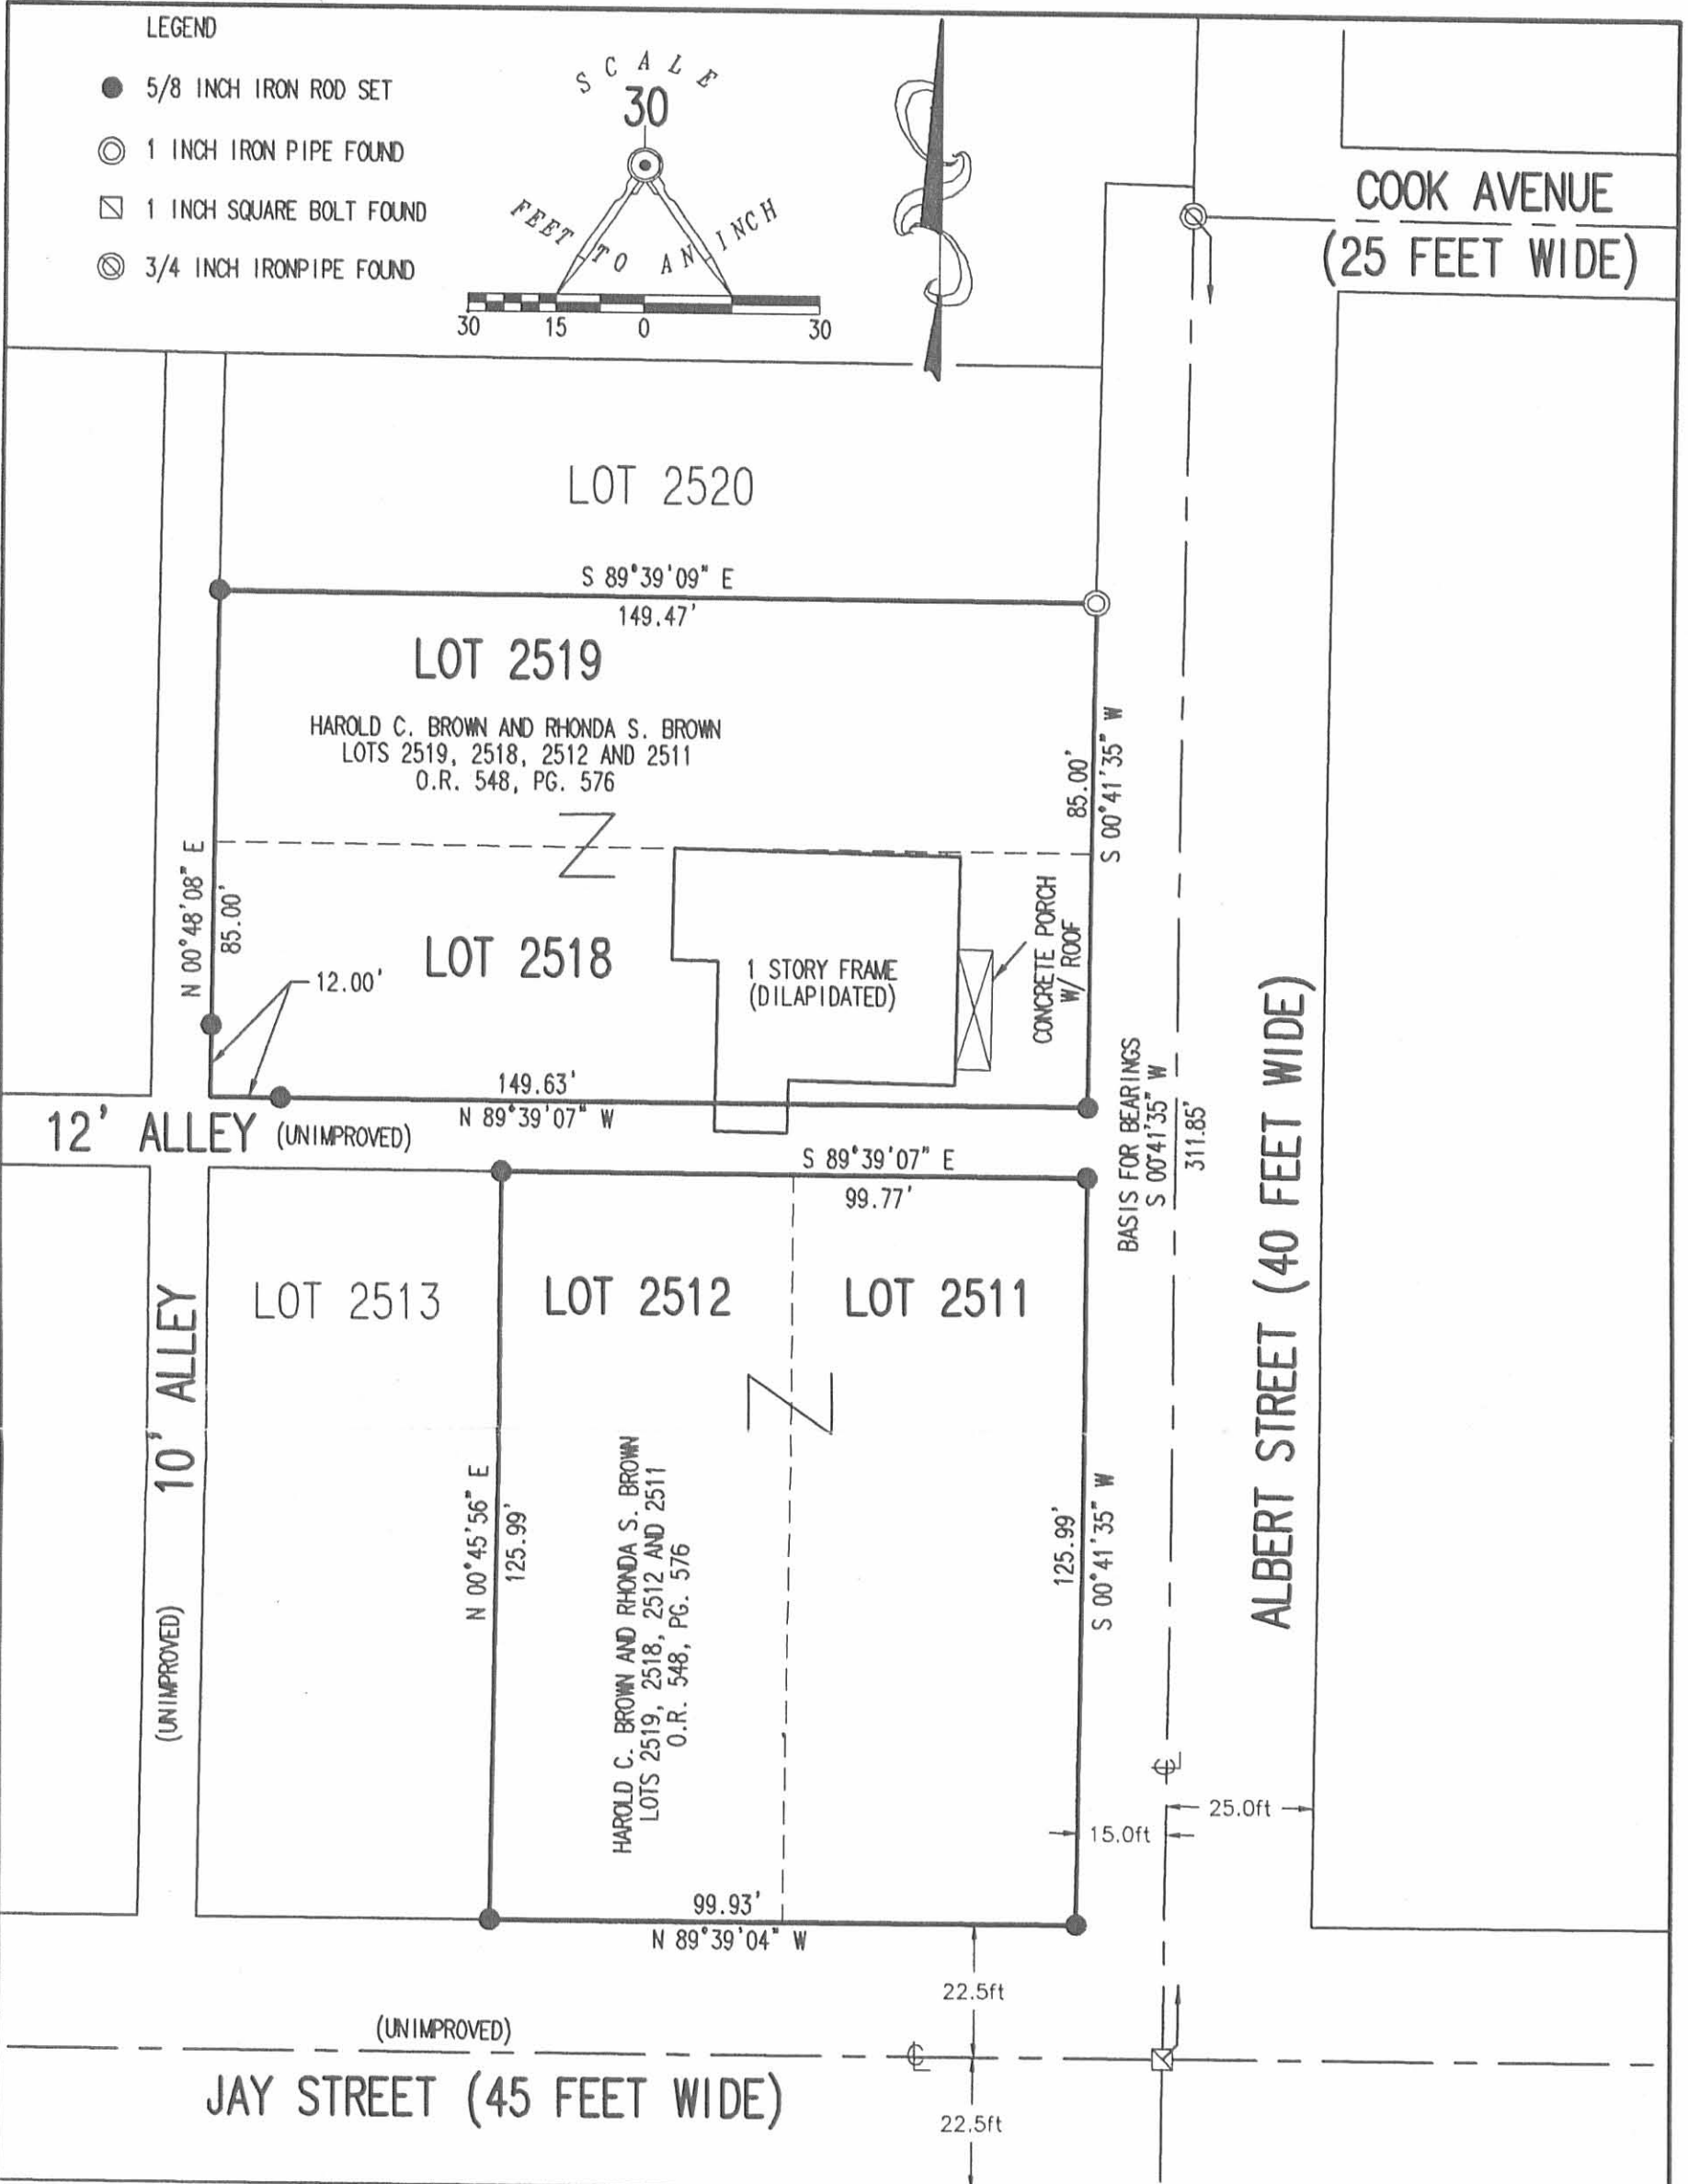 LEGEND
5/8 INCH IRON ROD SET
1 INCH IRON PIPE FOUND
1 INCH SQUARE BOLT FOUND
3/4 INCH IRONPIPE FOUND
SCALE
30
FEET TO AN INCH
30 15 0 30
COOK AVENUE
(25 FEET WIDE)
LOT 2520
S 89°39'09" E
149.47'
LOT 2519
HAROLD C. BROWN AND RHONDA S. BROWN
LOTS 2519, 2518, 2512 AND 2511
O.R. 548, PG. 576
85.00'
S 00°41'35" W
N 00°48'08" E
85.00'
LOT 2518
12.00'
1 STORY FRAME
(DILAPIDATED)
CONCRETE PORCH
W/ ROOF
149.63'
N 89°39'07" W
12' ALLEY (UNIMPROVED)
BASIS FOR BEARINGS
S 00°41'35" W
311.85'
ALBERT STREET (40 FEET WIDE)
S 89°39'07" E
99.77'
LOT 2513
LOT 2512
LOT 2511
10' ALLEY
(UNIMPROVED)
N 00°45'56" E
125.99'
HAROLD C. BROWN AND RHONDA S. BROWN
LOTS 2519, 2518, 2512 AND 2511
O.R. 548, PG. 576
125.99'
S 00°41'35" W
25.0ft
15.0ft
99.93'
N 89°39'04" W
22.5ft
(UNIMPROVED)
JAY STREET (45 FEET WIDE)
22.5ft